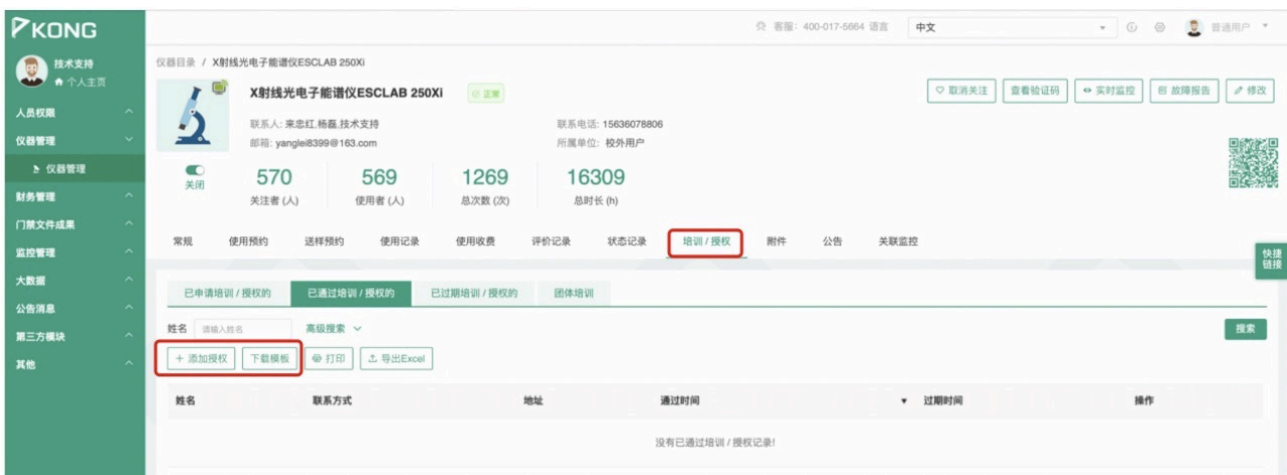 PKONG
客服: 400-017-5664 语言 中文 普通用户
技术支持
个人主页
人员权限
仪器管理
仪器管理
财务管理
门禁文件成果
监控管理
大数据
公告消息
第三方模块
其他
仪器目录 / X射线光电子能谱仪ESCLAB 250Xi
X射线光电子能谱仪ESCLAB 250Xi 正常
取消关注 查看验证码 实时监控 故障报告 修改
联系人: 来忠红,杨磊,技术支持 联系电话: 15636078806
邮箱: yanglei8399@163.com 所属单位: 校外用户
关闭
570 569 1269 16309
关注者 (人) 使用者 (人) 总次数 (次) 总时长 (h)
常规 使用预约 送样预约 使用记录 使用收费 评价记录 状态记录 培训 / 授权 附件 公告 关联监控
快捷
链接
已申请培训 / 授权的 已通过培训 / 授权的 已过期培训 / 授权的 团体培训
姓名 请输入姓名 高级搜索 搜索
+ 添加授权 下载模板 打印 导出Excel
姓名 联系方式 地址 通过时间 过期时间 操作
没有已通过培训 / 授权记录!